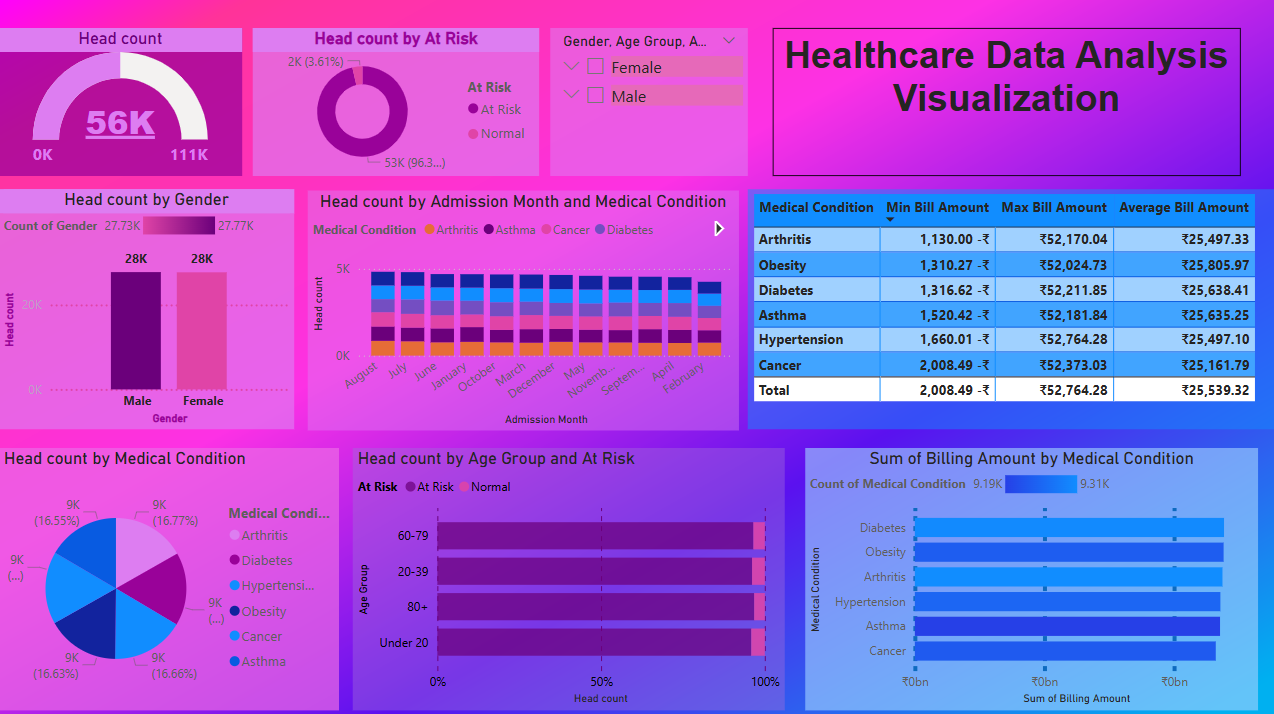 Head count
56K
0K
111K
Head count by At Risk
2K (3.61%)
At Risk
At Risk
Normal
53K (96.3...)
Gender, Age Group, A...
Female
Male
Healthcare Data Analysis
Visualization
Head count by Gender
Count of Gender 27.73K 27.77K
28K 28K
20K
0K
Head count
Male Female
Gender
Head count by Admission Month and Medical Condition
Medical Condition Arthritis Asthma Cancer Diabetes
5K
0K
Head count
August July June January October March December May Novemb... Septem... April February
Admission Month
Medical Condition Min Bill Amount Max Bill Amount Average Bill Amount
Arthritis 1,130.00 -₹ ₹52,170.04 ₹25,497.33
Obesity 1,310.27 -₹ ₹52,024.73 ₹25,805.97
Diabetes 1,316.62 -₹ ₹52,211.85 ₹25,638.41
Asthma 1,520.42 -₹ ₹52,181.84 ₹25,635.25
Hypertension 1,660.01 -₹ ₹52,764.28 ₹25,497.10
Cancer 2,008.49 -₹ ₹52,373.03 ₹25,161.79
Total 2,008.49 -₹ ₹52,764.28 ₹25,539.32
Head count by Medical Condition
9K
(16.55%)
9K
(16.77%)
9K
(...)
9K
(...)
9K
(16.63%)
9K
(16.66%)
Medical Condi...
Arthritis
Diabetes
Hypertensi...
Obesity
Cancer
Asthma
Head count by Age Group and At Risk
At Risk At Risk Normal
Age Group
60-79
20-39
80+
Under 20
0% 50% 100%
Head count
Sum of Billing Amount by Medical Condition
Count of Medical Condition 9.19K 9.31K
Medical Condition
Diabetes
Obesity
Arthritis
Hypertension
Asthma
Cancer
₹0bn ₹0bn ₹0bn
Sum of Billing Amount